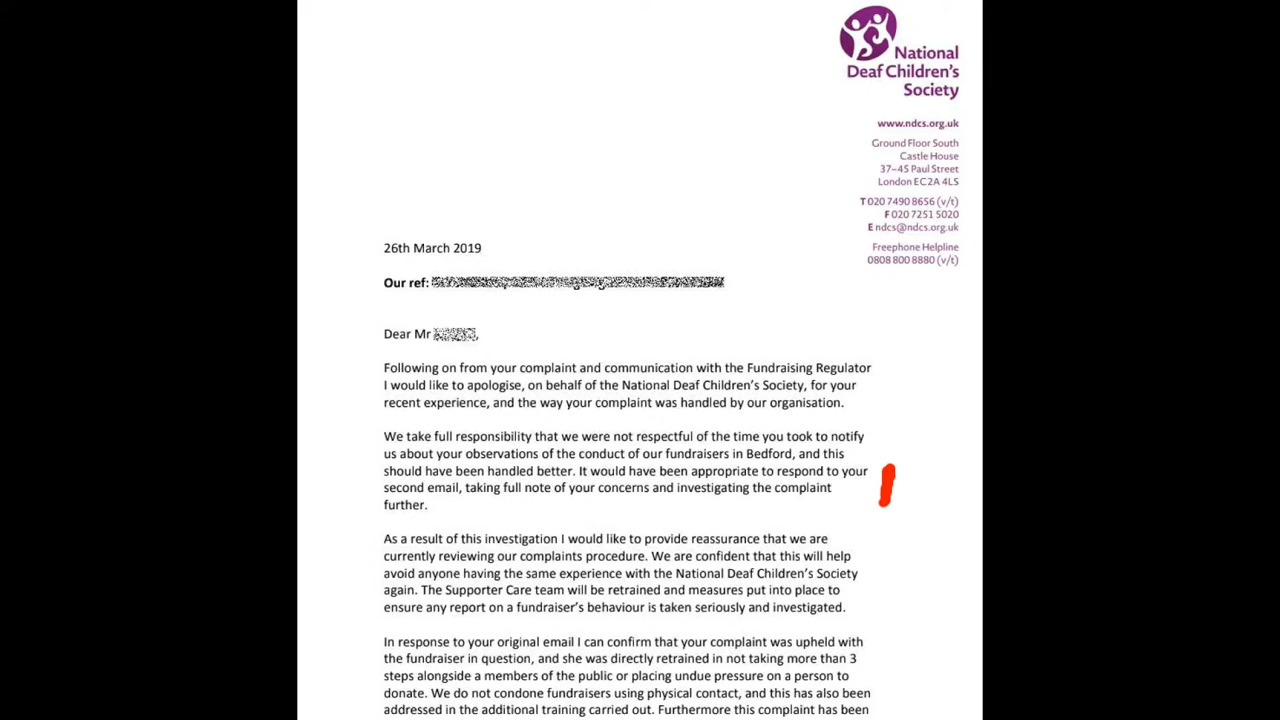 National
Deaf Children's
Society
www.ndcs.org.uk
Ground Floor South
Castle House
37–45 Paul Street
London EC2A 4LS
T 020 7490 8656 (v/t)
F 020 7251 5020
E ndcs@ndcs.org.uk
Freephone Helpline
0808 800 8880 (v/t)
26th March 2019
Our ref:
Dear Mr ,
Following on from your complaint and communication with the Fundraising Regulator
I would like to apologise, on behalf of the National Deaf Children's Society, for your
recent experience, and the way your complaint was handled by our organisation.
We take full responsibility that we were not respectful of the time you took to notify
us about your observations of the conduct of our fundraisers in Bedford, and this
should have been handled better. It would have been appropriate to respond to your
second email, taking full note of your concerns and investigating the complaint
further.
As a result of this investigation I would like to provide reassurance that we are
currently reviewing our complaints procedure. We are confident that this will help
avoid anyone having the same experience with the National Deaf Children's Society
again. The Supporter Care team will be retrained and measures put into place to
ensure any report on a fundraiser's behaviour is taken seriously and investigated.
In response to your original email I can confirm that your complaint was upheld with
the fundraiser in question, and she was directly retrained in not taking more than 3
steps alongside a members of the public or placing undue pressure on a person to
donate. We do not condone fundraisers using physical contact, and this has also been
addressed in the additional training carried out. Furthermore this complaint has been